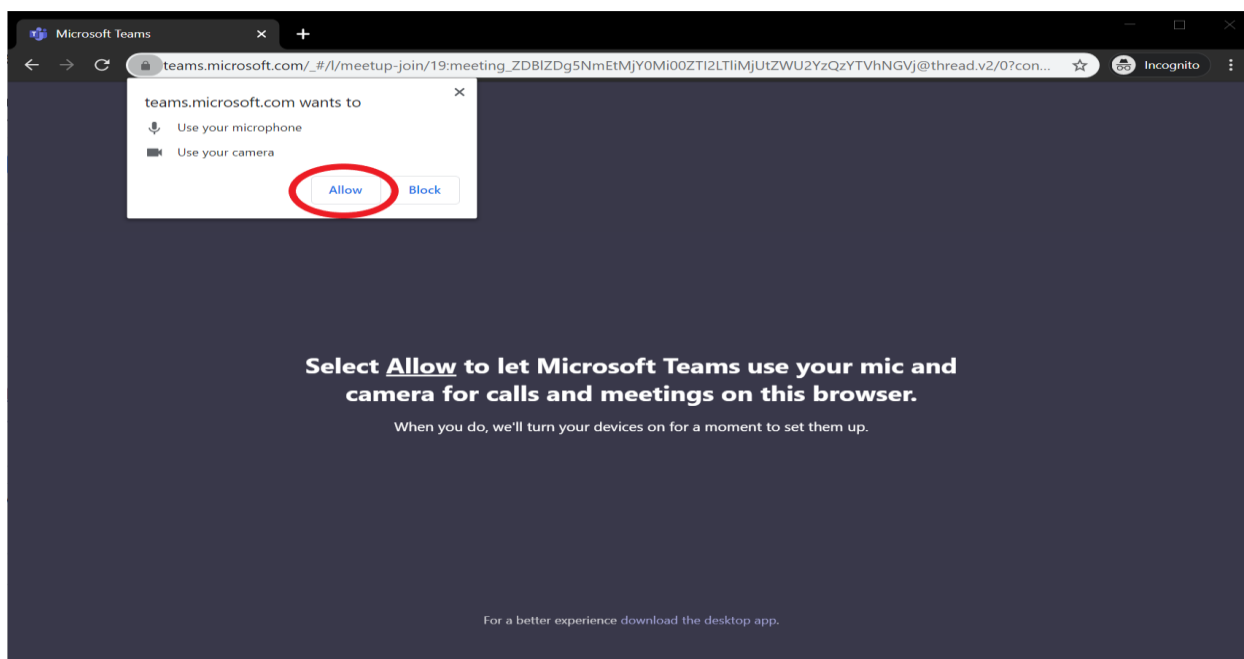 Microsoft Teams
teams.microsoft.com/_#/l/meetup-join/19:meeting_ZDBlZDg5NmEtMjY0Mi00ZTI2LTliMjUtZWU2YzQzYTVhNGVj@thread.v2/0?con... Incognito
teams.microsoft.com wants to
Use your microphone
Use your camera
Allow Block
Select Allow to let Microsoft Teams use your mic and
camera for calls and meetings on this browser.
When you do, we'll turn your devices on for a moment to set them up.
For a better experience download the desktop app.